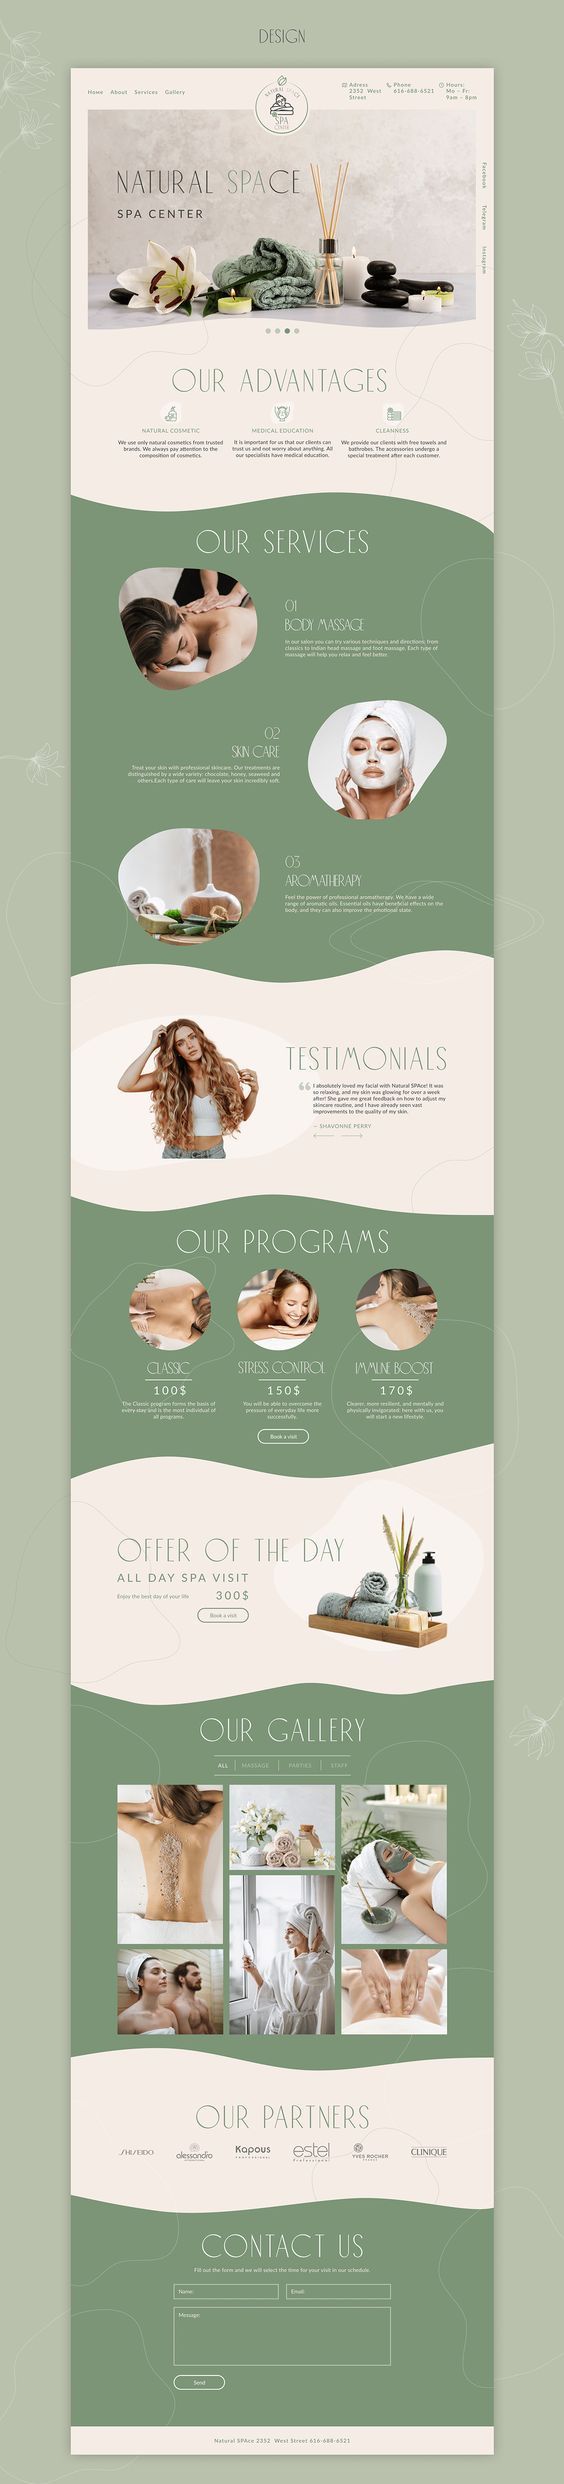 DESIGN
Home About Services Gallery
NATURAL SPACE
SPA
CENTER
Adress
2352 West
Street
Phone
616-688-6521
Hours:
Mo – Fr:
9am – 8pm
NATURAL SPACE
SPA CENTER
Facebook
Telegram
Instagram
OUR ADVANTAGES
NATURAL COSMETIC
We use only natural cosmetics from trusted
brands. We always pay attention to the
composition of cosmetics.
MEDICAL EDUCATION
It is important for us that our clients can
trust us and not worry about anything. All
our specialists have medical education.
CLEANNESS
We provide our clients with free towels and
bathrobes. The accessories undergo a
special treatment after each customer.
OUR SERVICES
01
BODY MASSAGE
In our salon you can try various techniques and directions: from
classics to Indian head massage and foot massage. Each type of
massage will help you relax and feel better.
02
SKIN CARE
Treat your skin with professional skincare. Our treatments are
distinguished by a wide variety: chocolate, honey, seaweed and
others.Each type of care will leave your skin incredibly soft.
03
AROMATHERAPY
Feel the power of professional aromatherapy. We have a wide
range of aromatic oils. Essential oils have beneficial effects on the
body, and they can also improve the emotional state.
TESTIMONIALS
I absolutely loved my facial with Natural SPAce! It was
so relaxing, and my skin was glowing for over a week
after! She gave me great feedback on how to adjust my
skincare routine, and I have already seen vast
improvements to the quality of my skin.
– SHAVONNE PERRY
OUR PROGRAMS
CLASSIC
100$
The Classic program forms the basis of
every stay and is the most individual of
all programs.
STRESS CONTROL
150$
You will be able to overcome the
pressure of everyday life more
successfully.
IMMUNE BOOST
170$
Clearer, more resilient, and mentally and
physically invigorated: here with us, you
will start a new lifestyle.
Book a visit
OFFER OF THE DAY
ALL DAY SPA VISIT
Enjoy the best day of your life 300$
Book a visit
OUR GALLERY
ALL MASSAGE PARTIES STAFF
OUR PARTNERS
SHISEIDO
alessandro
INTERNATIONAL
Kapous
PROFESSIONAL
estel
Professional
YVES ROCHER
FRANCE
CLINIQUE
CONTACT US
Fill out the form and we will select the time for your visit in our schedule.
Name:
Email:
Message:
Send
Natural SPAce 2352 West Street 616-688-6521